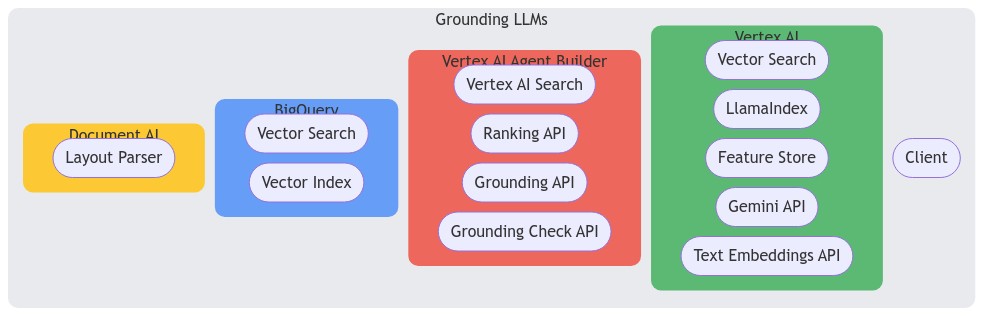 Grounding LLMs
Document AI
Layout Parser
BigQuery
Vector Search
Vector Index
Vertex AI Agent Builder
Vertex AI Search
Ranking API
Grounding API
Grounding Check API
Vertex AI
Vector Search
LlamaIndex
Feature Store
Gemini API
Text Embeddings API
Client